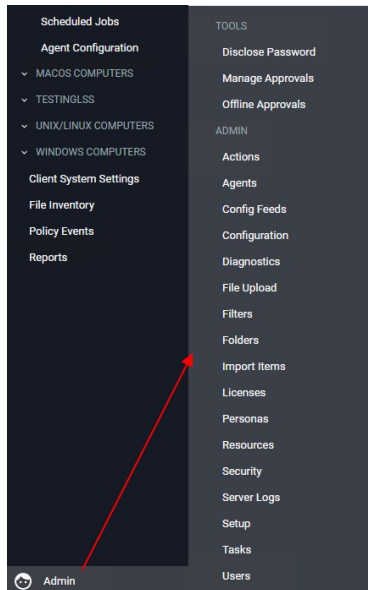 Scheduled Jobs
Agent Configuration
MACOS COMPUTERS
TESTINGLSS
UNIX/LINUX COMPUTERS
WINDOWS COMPUTERS
Client System Settings
File Inventory
Policy Events
Reports
Admin
TOOLS
Disclose Password
Manage Approvals
Offline Approvals
ADMIN
Actions
Agents
Config Feeds
Configuration
Diagnostics
File Upload
Filters
Folders
Import Items
Licenses
Personas
Resources
Security
Server Logs
Setup
Tasks
Users